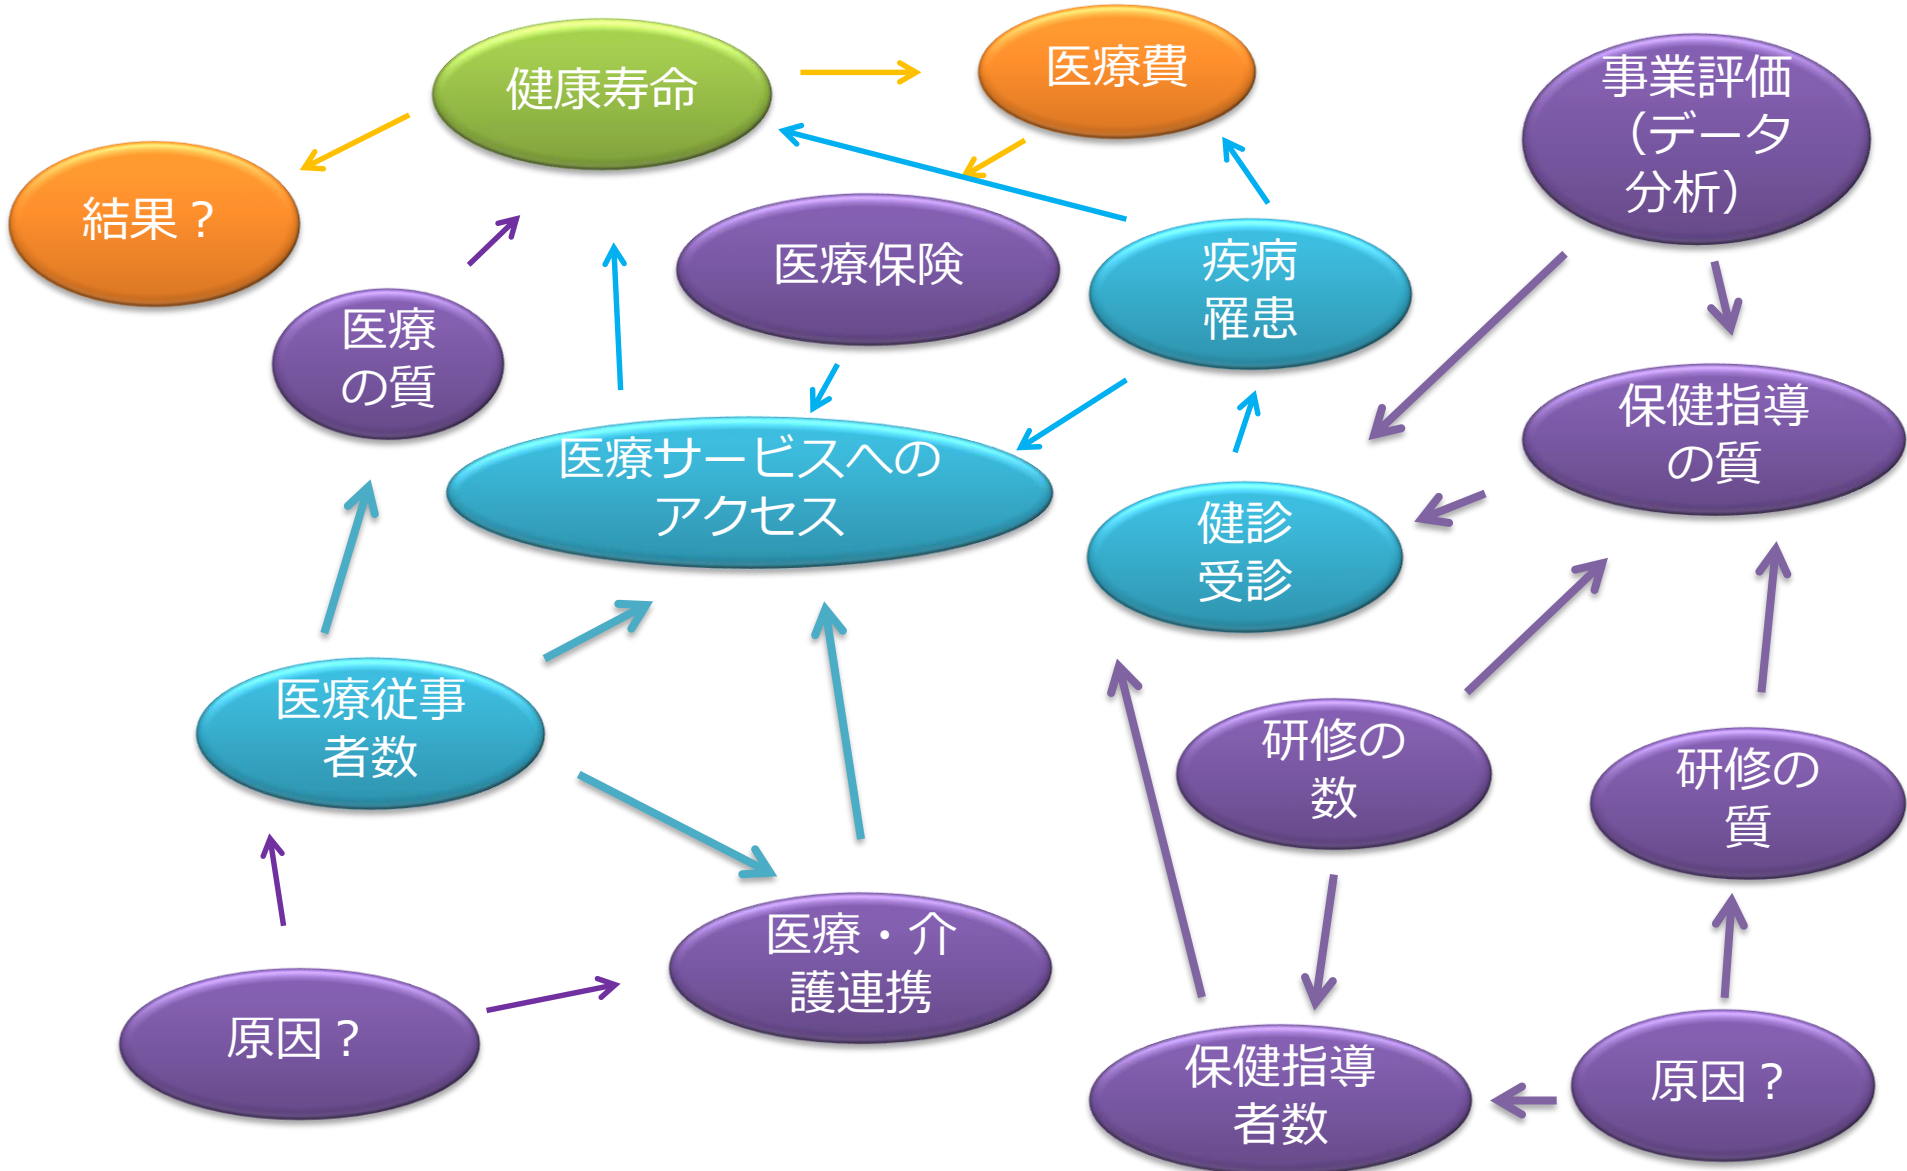 健康寿命
医療費
事業評価
（データ
分析）
結果？
医療保険
疾病
罹患
医療
の質
保健指導
の質
医療サービスへの
アクセス
健診
受診
医療従事
者数
研修の
数
研修の
質
医療・介
護連携
原因？
保健指導
者数
原因？